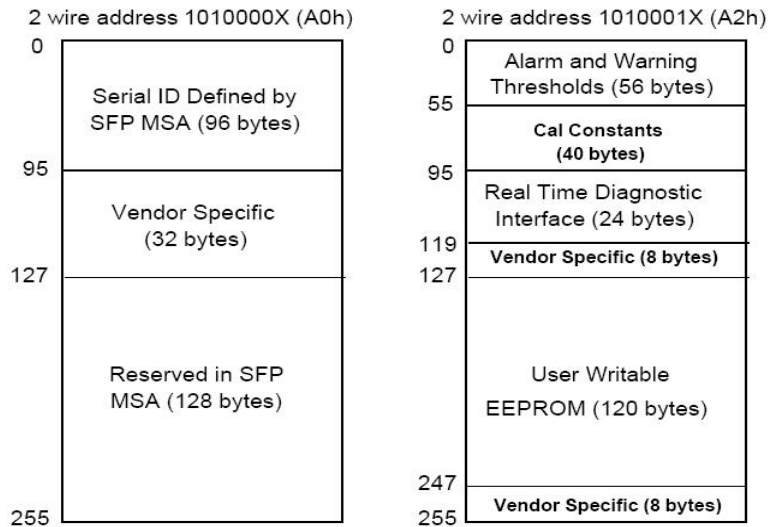 2 wire address 1010000X (A0h)
0
Serial ID Defined by
SFP MSA (96 bytes)
95
Vendor Specific
(32 bytes)
127
Reserved in SFP
MSA (128 bytes)
255
2 wire address 1010001X (A2h)
0
Alarm and Warning
Thresholds (56 bytes)
55
Cal Constants
(40 bytes)
95
Real Time Diagnostic
Interface (24 bytes)
119
Vendor Specific (8 bytes)
127
User Writable
EEPROM (120 bytes)
247
Vendor Specific (8 bytes)
255